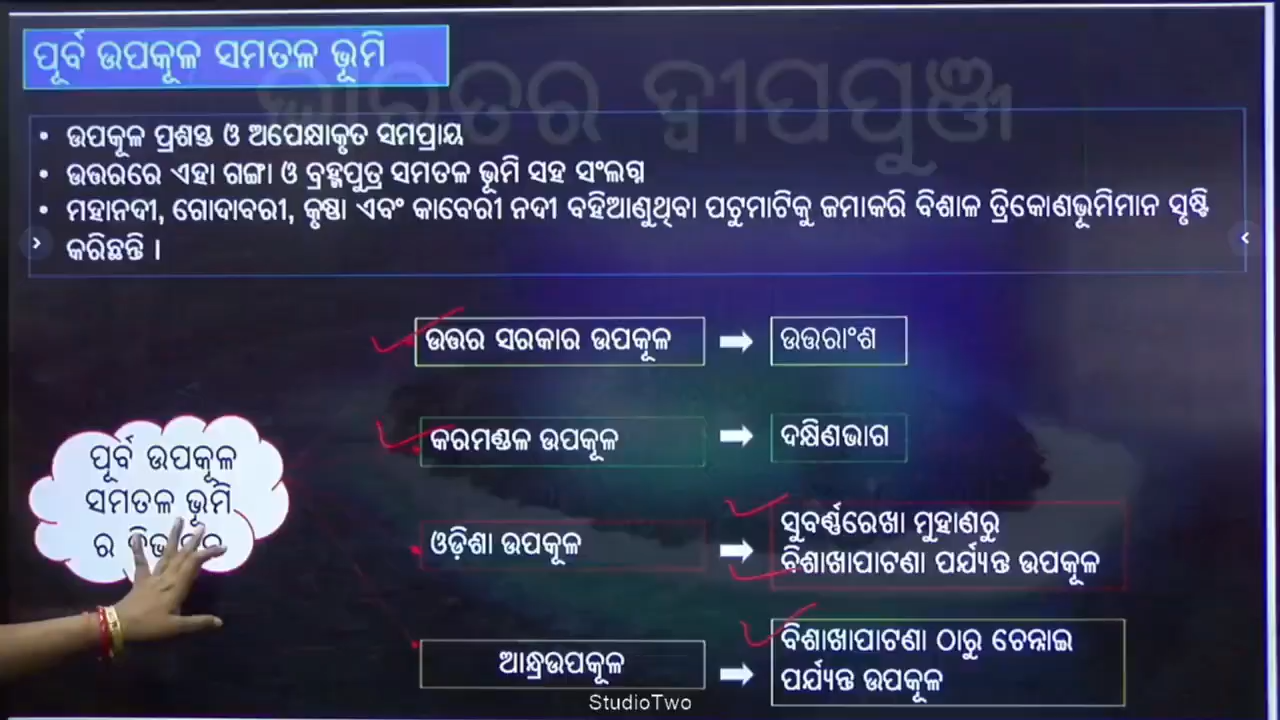 ପୂର୍ବ ଉପକୂଳ ସମତଳ ଭୂମି
ଭାରତର ଦ୍ୱୀପପୁଞ୍ଜ
• ଉପକୂଳ ପ୍ରଶସ୍ତ ଓ ଅପେକ୍ଷାକୃତ ସମପ୍ରାୟ
• ଉତ୍ତରରେ ଏହା ଗଙ୍ଗା ଓ ବ୍ରହ୍ମପୁତ୍ର ସମତଳ ଭୂମି ସହ ସଂଲଗ୍ନ
• ମହାନଦୀ, ଗୋଦାବରୀ, କୃଷ୍ଣା ଏବଂ କାବେରୀ ନଦୀ ବହିଆଣୁଥିବା ପଟୁମାଟିକୁ ଜମାକରି ବିଶାଳ ତ୍ରିକୋଣଭୂମିମାନ ସୃଷ୍ଟି
କରିଛନ୍ତି ।
ଉତ୍ତର ସରକାର ଉପକୂଳ
ଉତ୍ତରାଂଶ
କରମଣ୍ଡଳ ଉପକୂଳ
ଦକ୍ଷିଣଭାଗ
ପୂର୍ବ ଉପକୂଳ
ସମତଳ ଭୂମି
ର
ଓଡ଼ିଶା ଉପକୂଳ
ସୁବର୍ଣ୍ଣରେଖା ମୁହାଣରୁ
ବିଶାଖାପାଟଣା ପର୍ଯ୍ୟନ୍ତ ଉପକୂଳ
ଆନ୍ଧ୍ରଉପକୂଳ
ବିଶାଖାପାଟଣା ଠାରୁ ଚେନ୍ନାଇ
ପର୍ଯ୍ୟନ୍ତ ଉପକୂଳ
StudioTwo